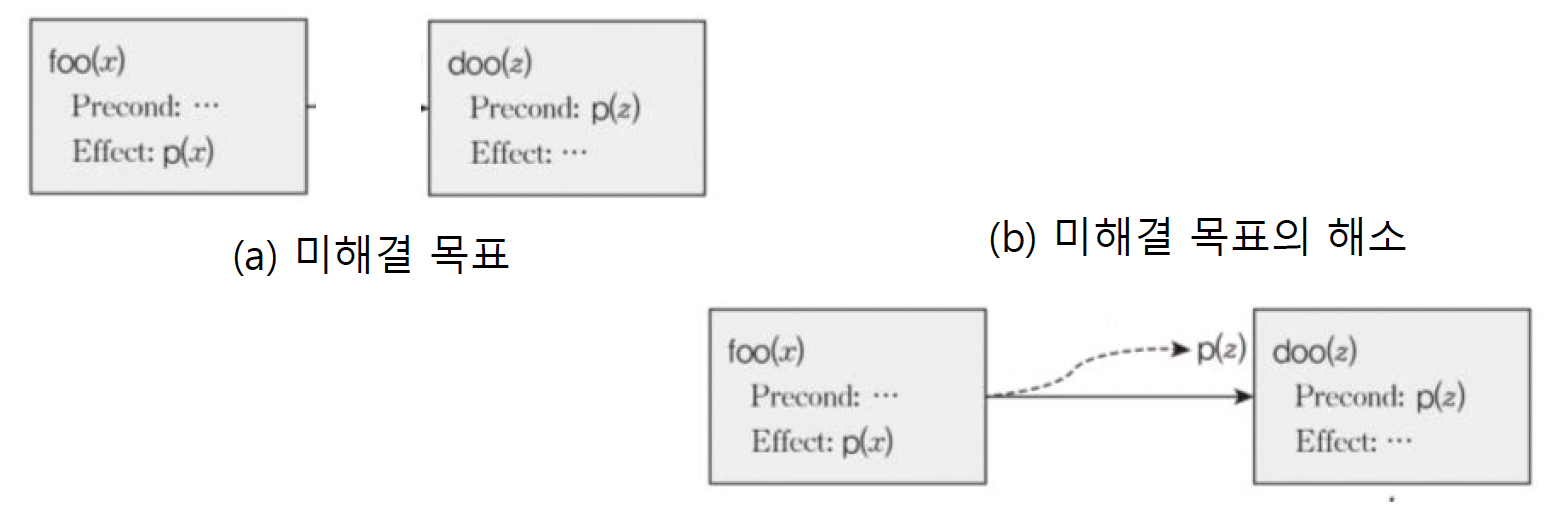 foo(x)
Precond: ⋯
Effect: p(x)
doo(z)
Precond: p(z)
Effect: ⋯
(a) 미해결 목표
(b) 미해결 목표의 해소
foo(x)
Precond: ⋯
Effect: p(x)
p(z)
doo(z)
Precond: p(z)
Effect: ⋯